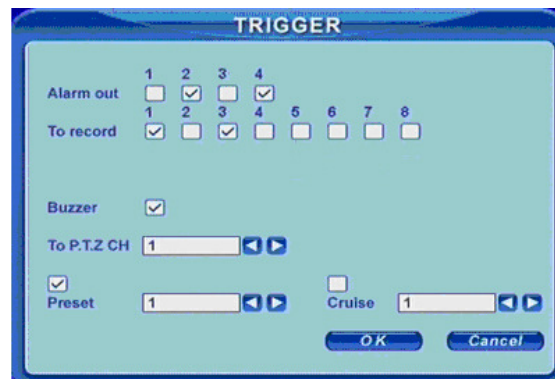 TRIGGER
1 2 3 4
Alarm out
1 2 3 4 5 6 7 8
To record
Buzzer
To P.T.Z CH 1
Preset 1 Cruise 1
OK Cancel